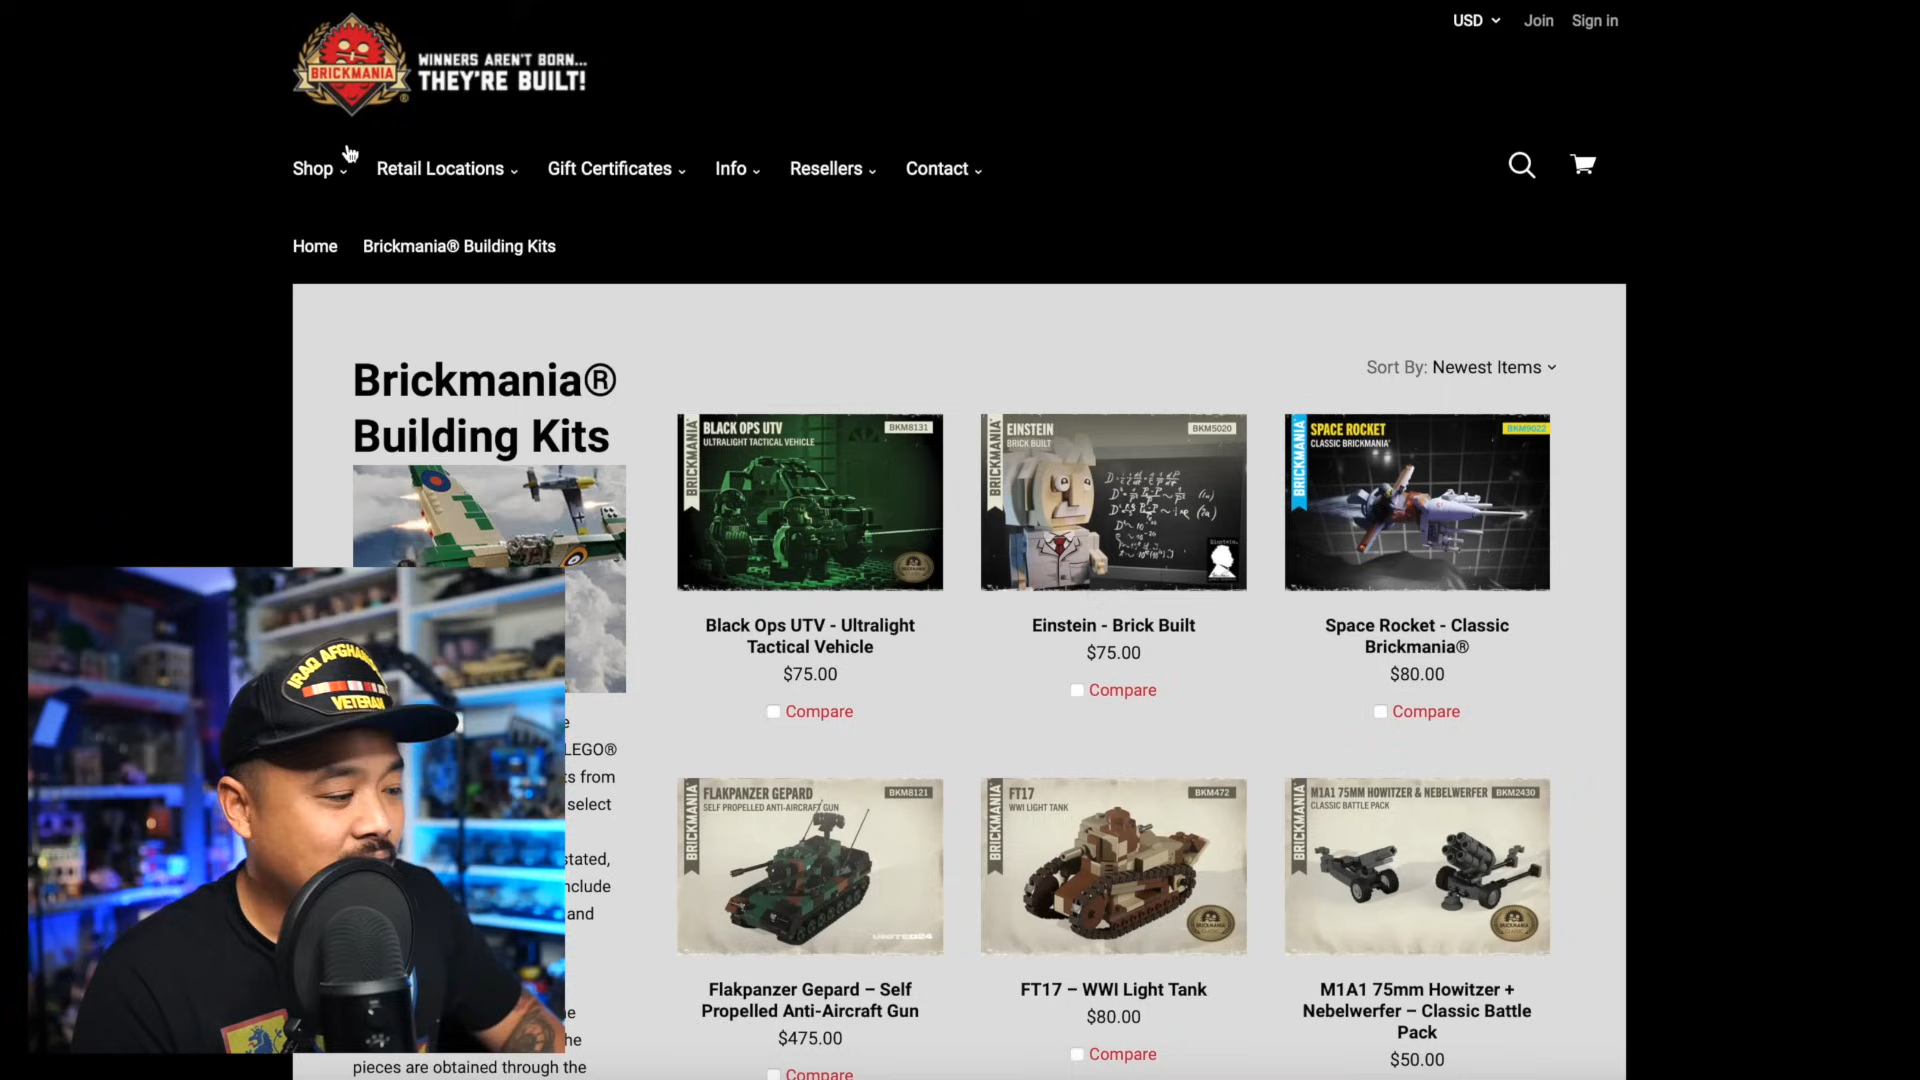 USD Join Sign in
BRICKMANIA
®
WINNERS AREN'T BORN...
THEY'RE BUILT!
Shop Retail Locations Gift Certificates Info Resellers Contact
Home Brickmania® Building Kits
Brickmania®
Building Kits
Sort By: Newest Items
BRICKMANIA
BLACK OPS UTV
ULTRALIGHT TACTICAL VEHICLE
BKM8131
BRICKMANIA
EINSTEIN
BRICK BUILT
BKM5020
BRICKMANIA
SPACE ROCKET
CLASSIC BRICKMANIA
BKM9022
Black Ops UTV - Ultralight
Tactical Vehicle
$75.00
Compare
Einstein - Brick Built
$75.00
Compare
Space Rocket - Classic
Brickmania®
$80.00
Compare
LEGO®
from
select
and
pieces are obtained through the
IRAQ
VETERAN
BRICKMANIA
FLAKPANZER GEPARD
SELF PROPELLED ANTI-AIRCRAFT GUN
BKM8121
UNITED24
BRICKMANIA
FT17
WWI LIGHT TANK
BKM472
BRICKMANIA
M1A1 75MM HOWITZER & NEBELWERFER
CLASSIC BATTLE PACK
BKM2430
Flakpanzer Gepard – Self
Propelled Anti-Aircraft Gun
$475.00
Compare
FT17 – WWI Light Tank
$80.00
Compare
M1A1 75mm Howitzer +
Nebelwerfer – Classic Battle
Pack
$50.00